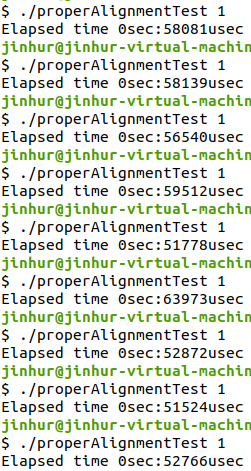 $ ./properAlignmentTest 1
Elapsed time 0sec:58081usec
jinhur@jinhur-virtual-machin
$ ./properAlignmentTest 1
Elapsed time 0sec:58139usec
jinhur@jinhur-virtual-machin
$ ./properAlignmentTest 1
Elapsed time 0sec:56540usec
jinhur@jinhur-virtual-machin
$ ./properAlignmentTest 1
Elapsed time 0sec:59512usec
jinhur@jinhur-virtual-machin
$ ./properAlignmentTest 1
Elapsed time 0sec:51778usec
jinhur@jinhur-virtual-machin
$ ./properAlignmentTest 1
Elapsed time 0sec:63973usec
jinhur@jinhur-virtual-machin
$ ./properAlignmentTest 1
Elapsed time 0sec:52872usec
jinhur@jinhur-virtual-machin
$ ./properAlignmentTest 1
Elapsed time 0sec:51524usec
jinhur@jinhur-virtual-machin
$ ./properAlignmentTest 1
Elapsed time 0sec:52766usec